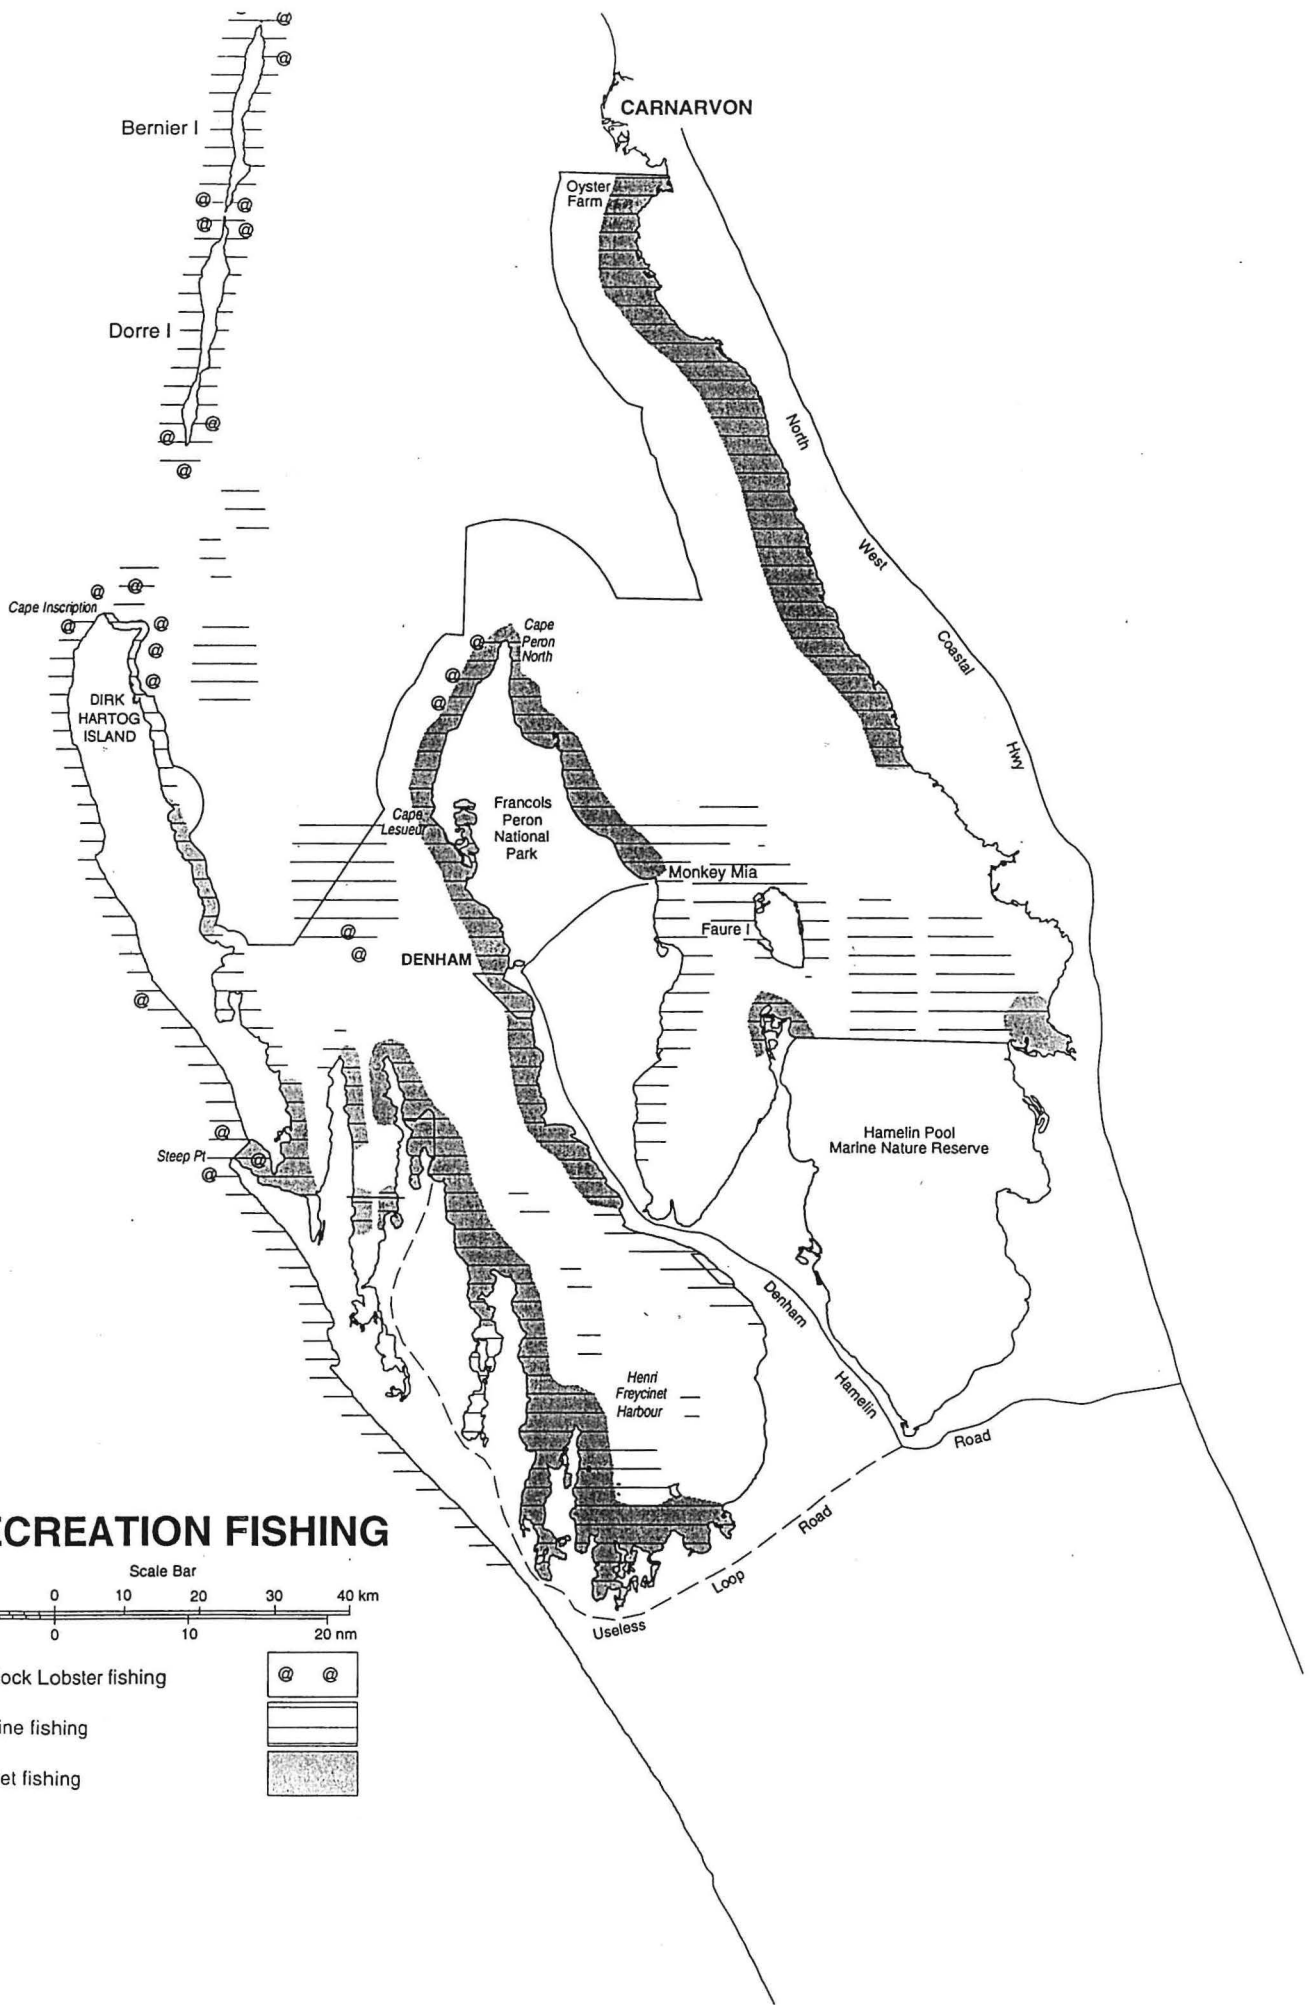 CARNARVON
Bernier I
Oyster
Farm
Dorre I
North
West
Coastal
Hwy
Cape Inscription
Cape
Peron
North
DIRK
HARTOG
ISLAND
Cape
Lesueur
Francois
Peron
National
Park
Monkey Mia
Faure I
DENHAM
Hamelin Pool
Marine Nature Reserve
Steep Pt
Denham
Hamelin
Road
Henri
Freycinet
Harbour
Useless
Loop
Road
ECREATION FISHING
Scale Bar
0 10 20 30 40 km
0 10 20 nm
ock Lobster fishing
@ @
ine fishing
et fishing